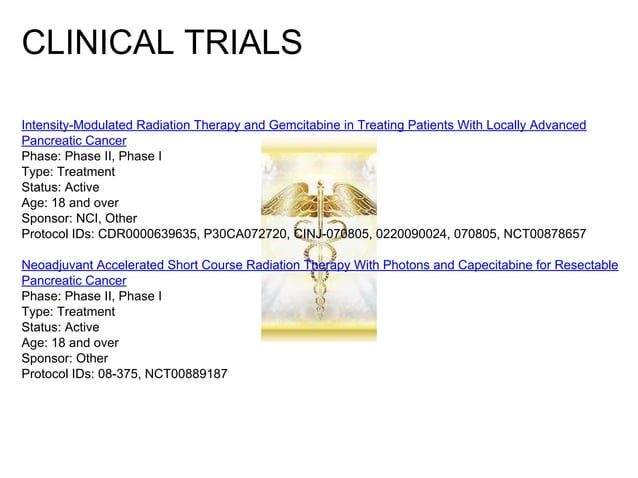 CLINICAL TRIALS
Intensity-Modulated Radiation Therapy and Gemcitabine in Treating Patients With Locally Advanced
Pancreatic Cancer
Phase: Phase II, Phase I
Type: Treatment
Status: Active
Age: 18 and over
Sponsor: NCI, Other
Protocol IDs: CDR0000639635, P30CA072720, CINJ-070805, 0220090024, 070805, NCT00878657
Neoadjuvant Accelerated Short Course Radiation Therapy With Photons and Capecitabine for Resectable
Pancreatic Cancer
Phase: Phase II, Phase I
Type: Treatment
Status: Active
Age: 18 and over
Sponsor: Other
Protocol IDs: 08-375, NCT00889187